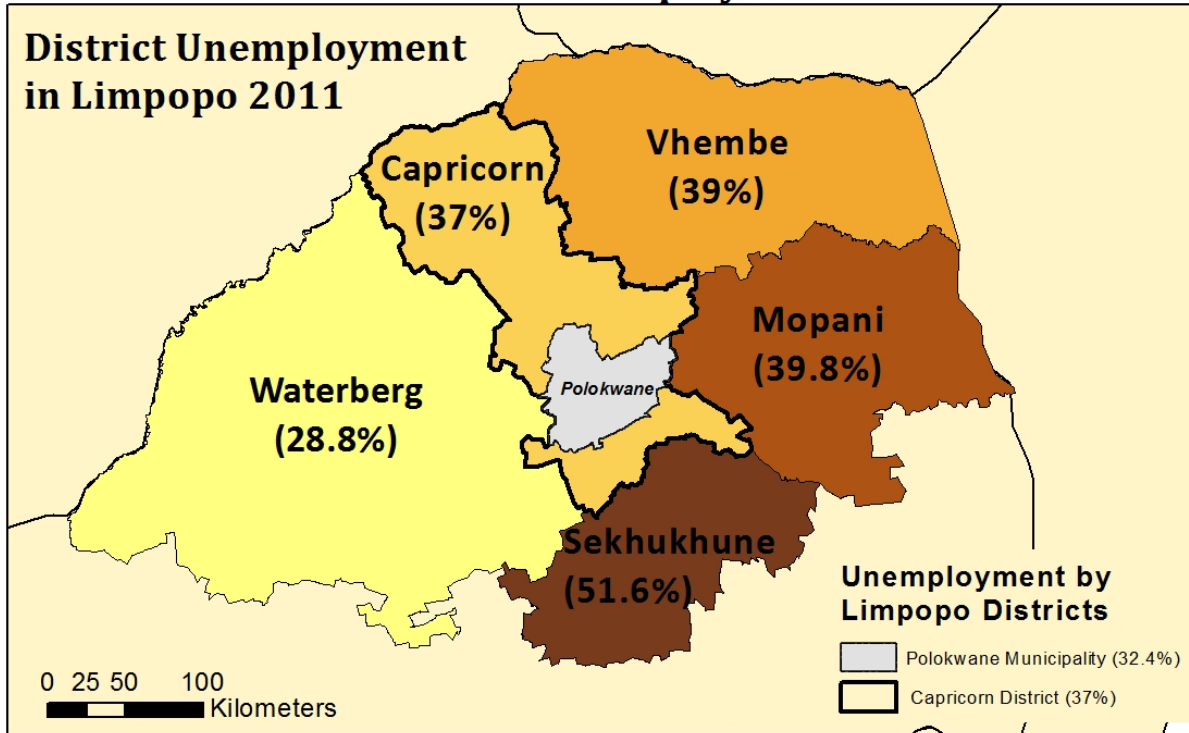 District Unemployment
in Limpopo 2011
Capricorn
(37%)
Vhembe
(39%)
Mopani
(39.8%)
Waterberg
(28.8%)
Polokwane
Sekhukhune
(51.6%)
Unemployment by
Limpopo Districts
Polokwane Municipality (32.4%)
Capricorn District (37%)
0 25 50 100
Kilometers